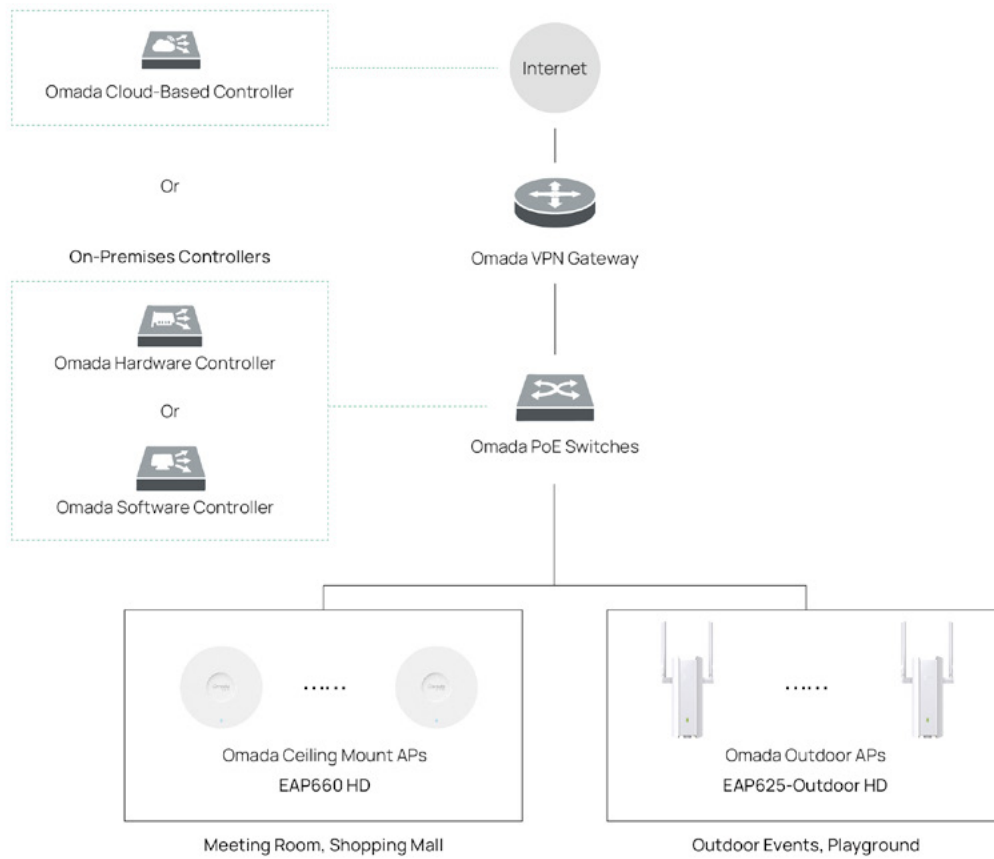 Omada Cloud-Based Controller
Internet
Or
On-Premises Controllers
Omada VPN Gateway
Omada Hardware Controller
Or
Omada PoE Switches
Omada Software Controller
......
......
Omada Ceiling Mount APs
EAP660 HD
Omada Outdoor APs
EAP625-Outdoor HD
Meeting Room, Shopping Mall
Outdoor Events, Playground